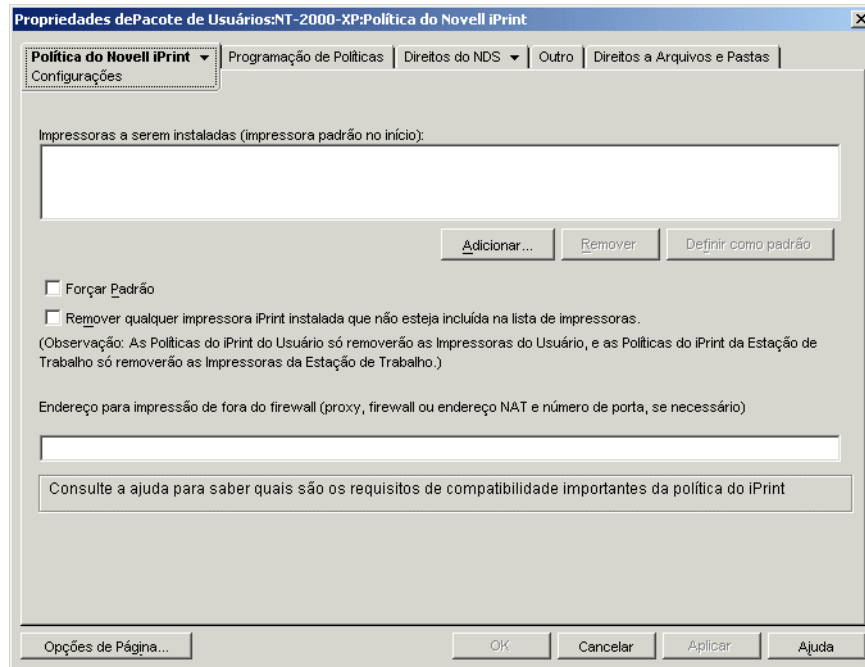 Propriedades dePacote de Usuários:NT-2000-XP:Política do Novell iPrint
Política do Novell iPrint
Programação de Políticas
Direitos do NDS
Outro
Direitos a Arquivos e Pastas
Configurações
Impressoras a serem instaladas (impressora padrão no início):
Adicionar...
Remover
Definir como padrão
Forçar Padrão
Remover qualquer impressora iPrint instalada que não esteja incluída na lista de impressoras.
(Observação: As Políticas do iPrint do Usuário só removerão as Impressoras do Usuário, e as Políticas do iPrint da Estação de
Trabalho só removerão as Impressoras da Estação de Trabalho.)
Endereço para impressão de fora do firewall (proxy, firewall ou endereço NAT e número de porta, se necessário)
Consulte a ajuda para saber quais são os requisitos de compatibilidade importantes da política do iPrint
Opções de Página...
OK
Cancelar
Aplicar
Ajuda